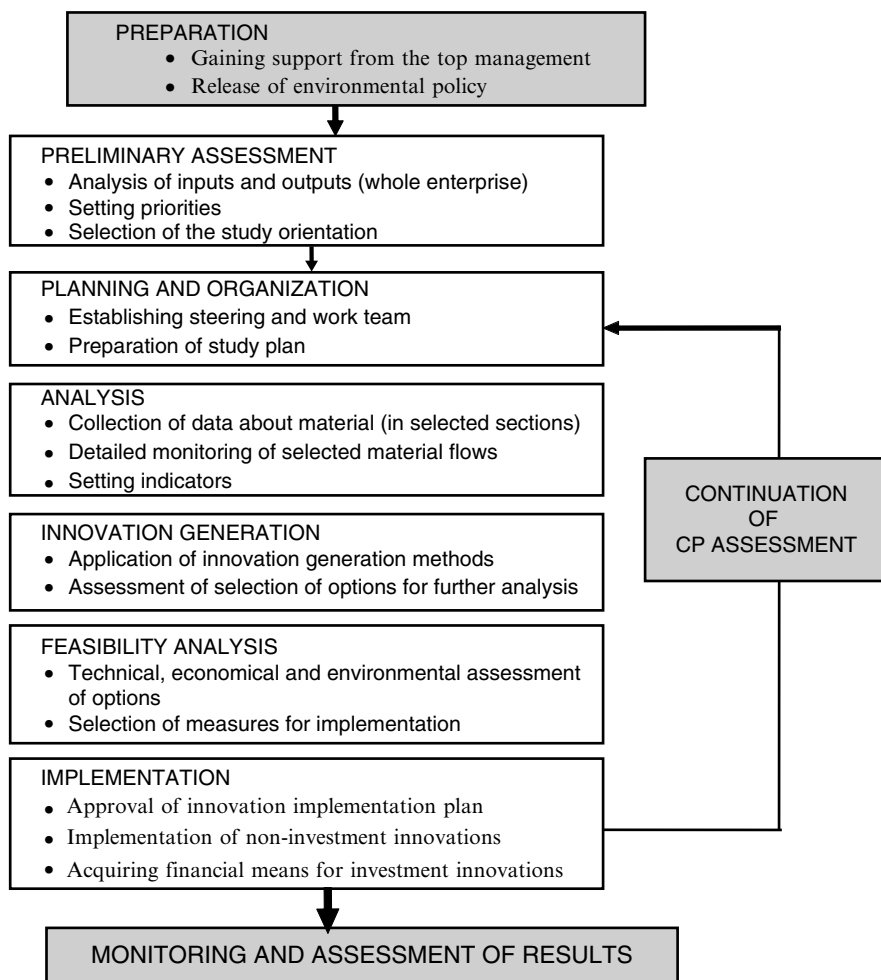 PREPARATION
• Gaining support from the top management
• Release of environmental policy
PRELIMINARY ASSESSMENT
• Analysis of inputs and outputs (whole enterprise)
• Setting priorities
• Selection of the study orientation
PLANNING AND ORGANIZATION
• Establishing steering and work team
• Preparation of study plan
ANALYSIS
• Collection of data about material (in selected sections)
• Detailed monitoring of selected material flows
• Setting indicators
CONTINUATION
OF
CP ASSESSMENT
INNOVATION GENERATION
• Application of innovation generation methods
• Assessment of selection of options for further analysis
FEASIBILITY ANALYSIS
• Technical, economical and environmental assessment
of options
• Selection of measures for implementation
IMPLEMENTATION
• Approval of innovation implementation plan
• Implementation of non-investment innovations
• Acquiring financial means for investment innovations
MONITORING AND ASSESSMENT OF RESULTS